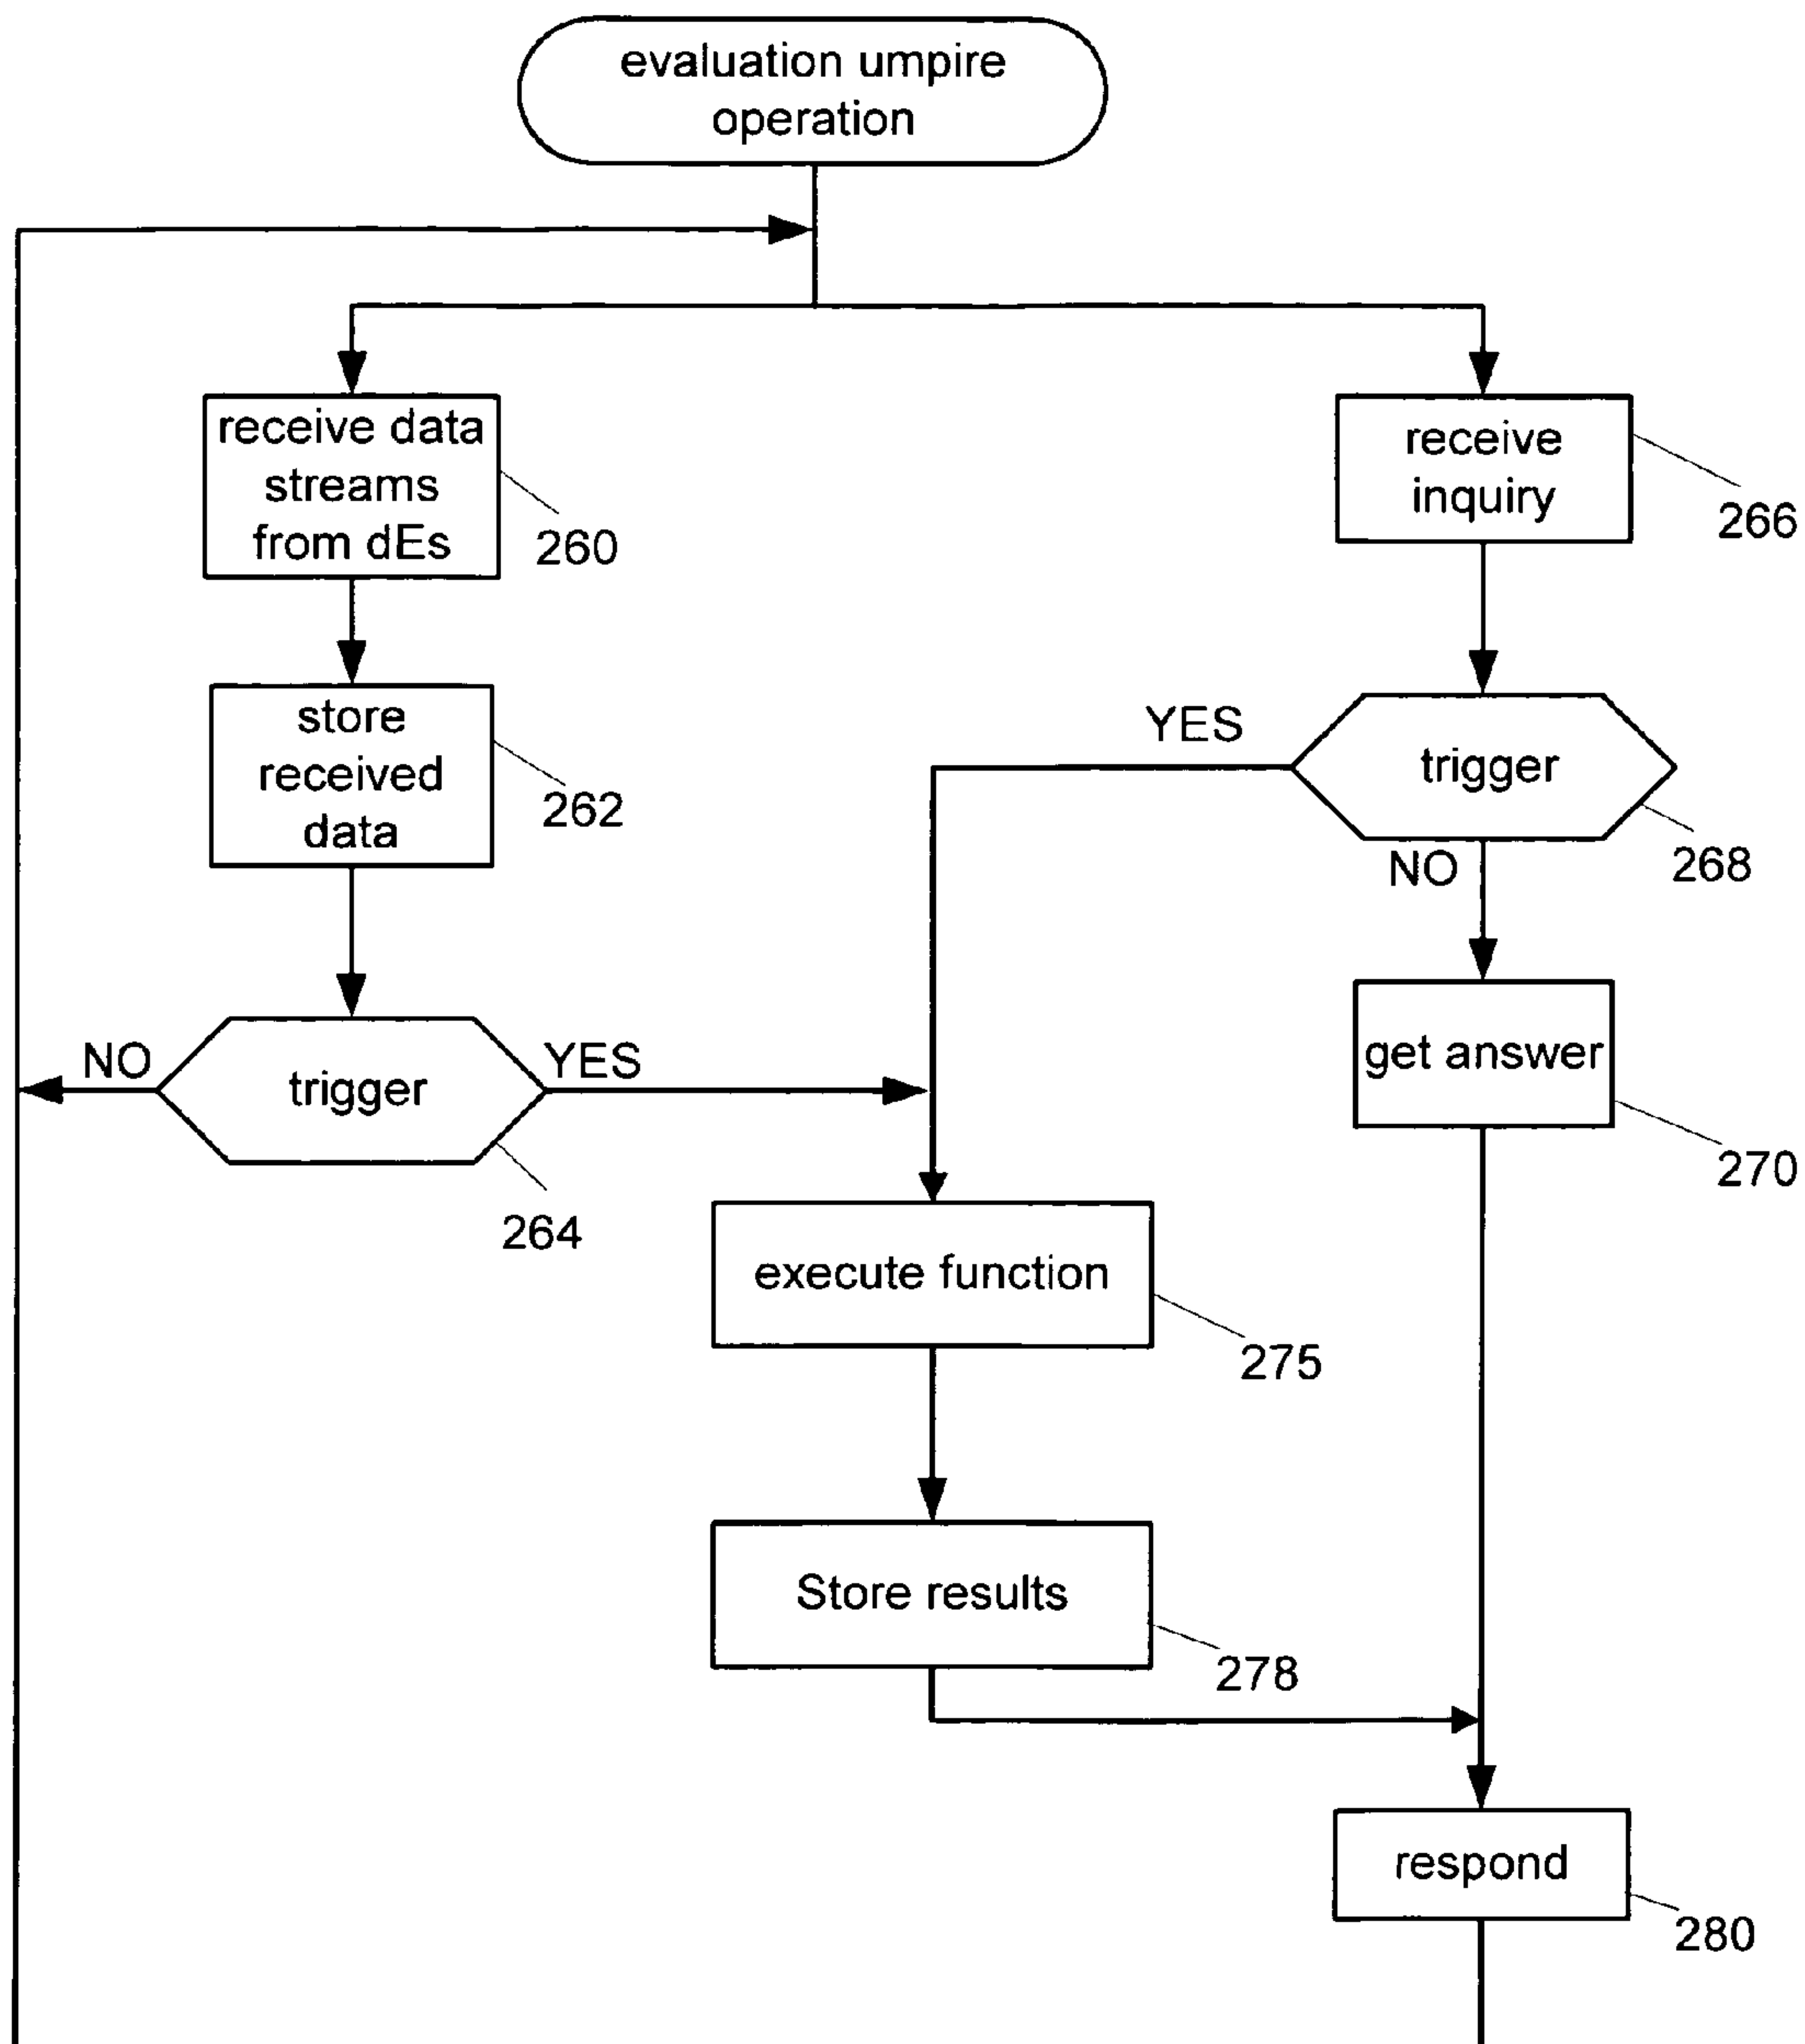 evaluation umpire
operation
receive data
streams
from dEs
260
receive
inquiry
266
store
received
data
262
YES
trigger
268
NO
NO
trigger
YES
264
get answer
270
execute function
275
Store results
278
respond
280